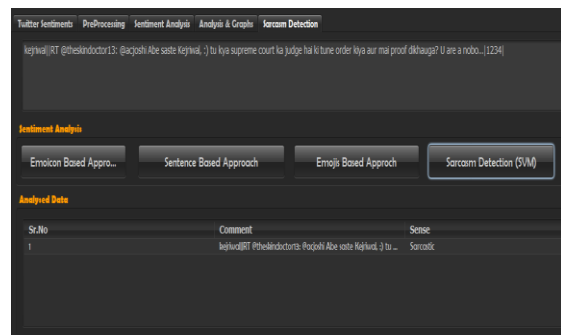 Twitter Sentiments PreProcessing Sentiment Analysis Analysis & Graphs Sarcasm Detection
kejriwal||RT @theskindoctor13: @acjoshi Abe saste Kejriwal, :) tu kya supreme court ka judge hai ki tune order kiya aur mai proof dikhauga? U are a nobo...|1234|
Sentiment Analysis
Emoicon Based Appro... Sentence Based Approach Emojis Based Approch Sarcasm Detection (SVM)
Analysed Data
Sr.No Comment Sense
1 kejriwal||RT @theskindoctor13: @acjoshi Abe saste Kejriwal, :) tu ... Sarcastic